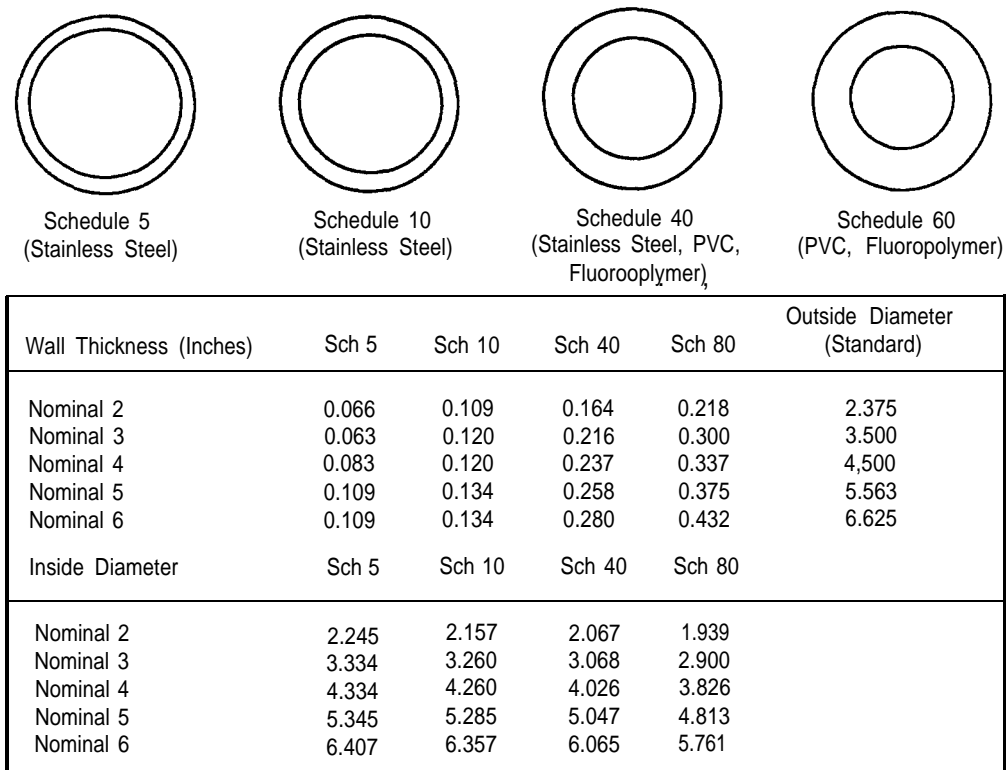 Schedule 5
(Stainless Steel)
Schedule 10
(Stainless Steel)
Schedule 40
(Stainless Steel, PVC,
Fluorooplymer),
Schedule 60
(PVC, Fluoropolymer)
Wall Thickness (Inches) Sch 5 Sch 10 Sch 40 Sch 80 Outside Diameter
(Standard)
Nominal 2 0.066 0.109 0.164 0.218 2.375
Nominal 3 0.063 0.120 0.216 0.300 3.500
Nominal 4 0.083 0.120 0.237 0.337 4,500
Nominal 5 0.109 0.134 0.258 0.375 5.563
Nominal 6 0.109 0.134 0.280 0.432 6.625
Inside Diameter Sch 5 Sch 10 Sch 40 Sch 80
Nominal 2 2.245 2.157 2.067 1.939
Nominal 3 3.334 3.260 3.068 2.900
Nominal 4 4.334 4.260 4.026 3.826
Nominal 5 5.345 5.285 5.047 4.813
Nominal 6 6.407 6.357 6.065 5.761